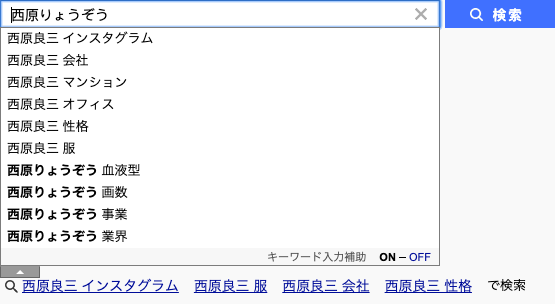 西原りょうぞう × 検索
西原良三 インスタグラム
西原良三 会社
西原良三 マンション
西原良三 オフィス
西原良三 性格
西原良三 服
西原りょうぞう 血液型
西原りょうぞう 画数
西原りょうぞう 事業
西原りょうぞう 業界
キーワード入力補助 ON – OFF
西原良三 インスタグラム 西原良三 服 西原良三 会社 西原良三 性格 で検索